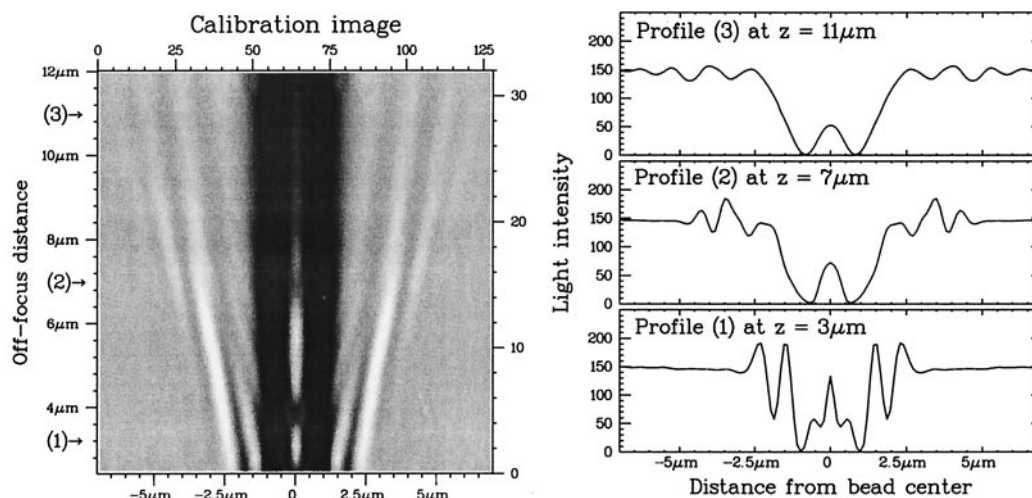 Calibration image
0 25 50 75 100 125
12μm
(3)→
10μm
8μm
(2)→
6μm
4μm
(1)→
Off-focus distance
30
20
10
0
-5μm -2.5μm 0 2.5μm 5μm
Light intensity
Profile (3) at z = 11μm
200
150
100
50
0
Profile (2) at z = 7μm
200
150
100
50
0
Profile (1) at z = 3μm
200
150
100
50
0
-5μm -2.5μm 0 2.5μm 5μm
Distance from bead center